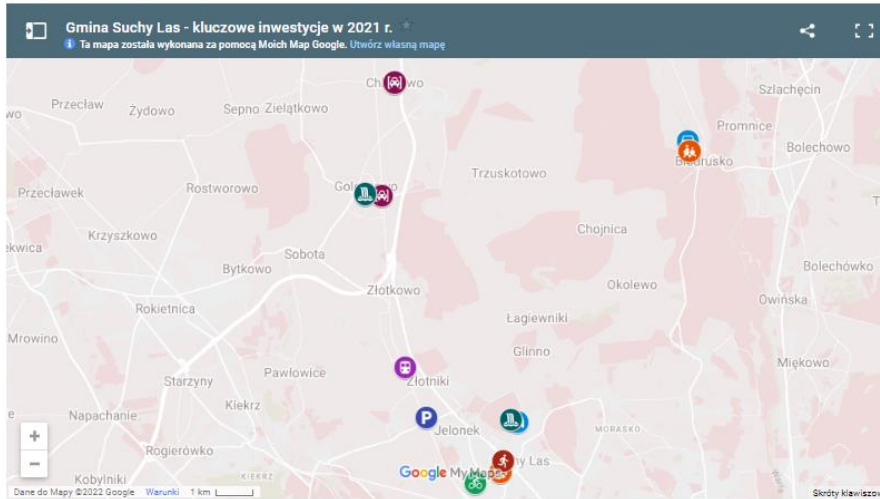 Gmina Suchy Las - kluczowe inwestycje w 2021 r.
Ta mapa została wykonana za pomocą Moich Map Google. Utwórz własną mapę
Szlachęcin
Przecław
Żydowo
Sepno
Zielątkowo
Promnice
Bolechowo
Trzuskotowo
Przecławek
Rostworowo
Chojnica
Krzyszkowo
Sobota
Bytkowo
Bolechówko
Złotkowo
Okolewo
Owińska
Rokietnica
Łagiewniki
Mrowino
Glinno
Miękowo
Pawłowice
Starzyny
Złotniki
Kiekrz
Napachanie
P
Jelonek
MORASKO
Rogierówko
Las
Google My Maps
Kobylniki
KIEKRZ
+
−
Dane do Mapy ©2022 Google Warunki 1 km
Skróty klawiszow